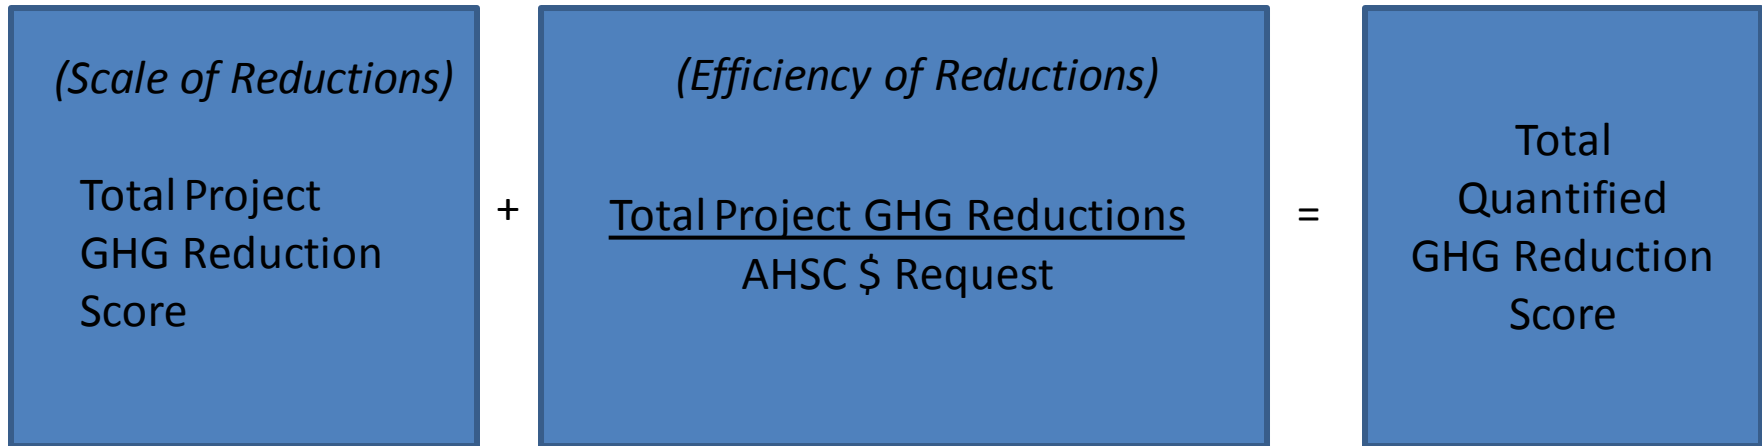 (Scale of Reductions)
Total Project
GHG Reduction
Score
+
(Efficiency of Reductions)
Total Project GHG Reductions
AHSC $ Request
=
Total
Quantified
GHG Reduction
Score